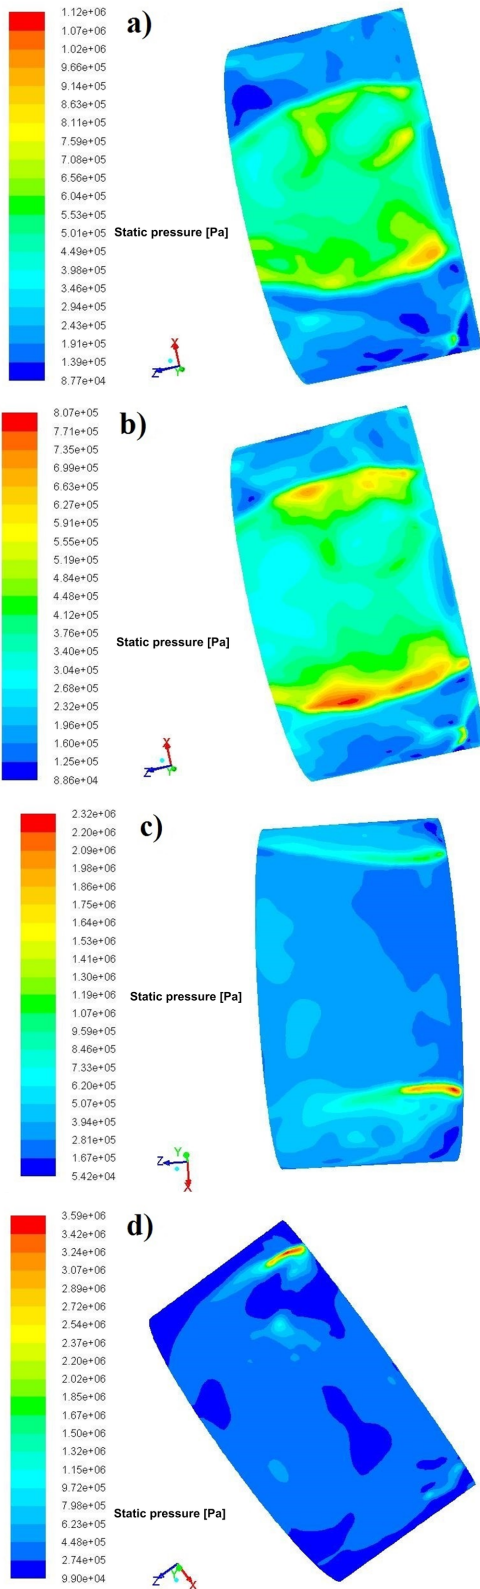 a)
1.12e+06
1.07e+06
1.02e+06
9.66e+05
9.14e+05
8.63e+05
8.11e+05
7.59e+05
7.08e+05
6.56e+05
6.04e+05
5.53e+05
5.01e+05
4.49e+05
3.98e+05
3.46e+05
2.94e+05
2.43e+05
1.91e+05
1.39e+05
8.77e+04
Static pressure [Pa]
X
Z
Y
b)
8.07e+05
7.71e+05
7.35e+05
6.99e+05
6.63e+05
6.27e+05
5.91e+05
5.55e+05
5.19e+05
4.84e+05
4.48e+05
4.12e+05
3.76e+05
3.40e+05
3.04e+05
2.68e+05
2.32e+05
1.96e+05
1.60e+05
1.25e+05
8.86e+04
Static pressure [Pa]
X
Z
Y
c)
2.32e+06
2.20e+06
2.09e+06
1.98e+06
1.86e+06
1.75e+06
1.64e+06
1.53e+06
1.41e+06
1.30e+06
1.19e+06
1.07e+06
9.59e+05
8.46e+05
7.33e+05
6.20e+05
5.07e+05
3.94e+05
2.81e+05
1.67e+05
5.42e+04
Static pressure [Pa]
Y
Z
X
d)
3.59e+06
3.42e+06
3.24e+06
3.07e+06
2.89e+06
2.72e+06
2.54e+06
2.37e+06
2.20e+06
2.02e+06
1.85e+06
1.67e+06
1.50e+06
1.32e+06
1.15e+06
9.72e+05
7.98e+05
6.23e+05
4.48e+05
2.74e+05
9.90e+04
Static pressure [Pa]
Y
Z
X